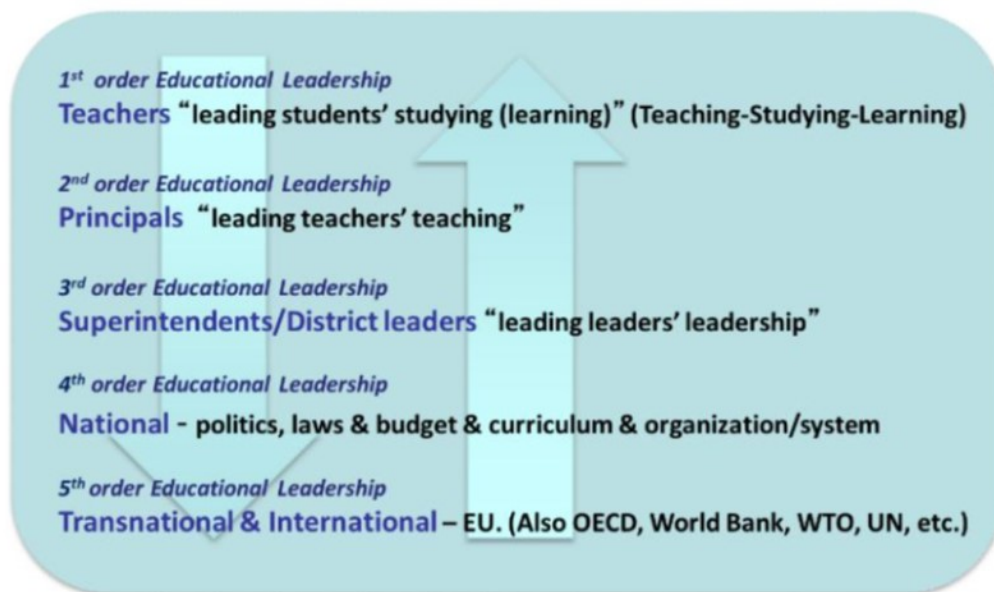 1st order Educational Leadership
Teachers “leading students’ studying (learning)” (Teaching-Studying-Learning)
2nd order Educational Leadership
Principals “leading teachers’ teaching”
3rd order Educational Leadership
Superintendents/District leaders “leading leaders’ leadership”
4th order Educational Leadership
National - politics, laws & budget & curriculum & organization/system
5th order Educational Leadership
Transnational & International – EU. (Also OECD, World Bank, WTO, UN, etc.)